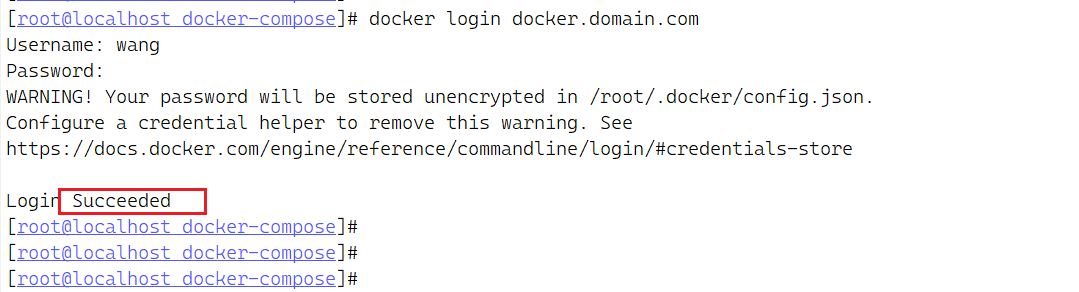 [root@localhost docker-compose]# docker login docker.domain.com
Username: wang
Password:
WARNING! Your password will be stored unencrypted in /root/.docker/config.json.
Configure a credential helper to remove this warning. See
https://docs.docker.com/engine/reference/commandline/login/#credentials-store
Login Succeeded
[root@localhost docker-compose]#
[root@localhost docker-compose]#
[root@localhost docker-compose]#